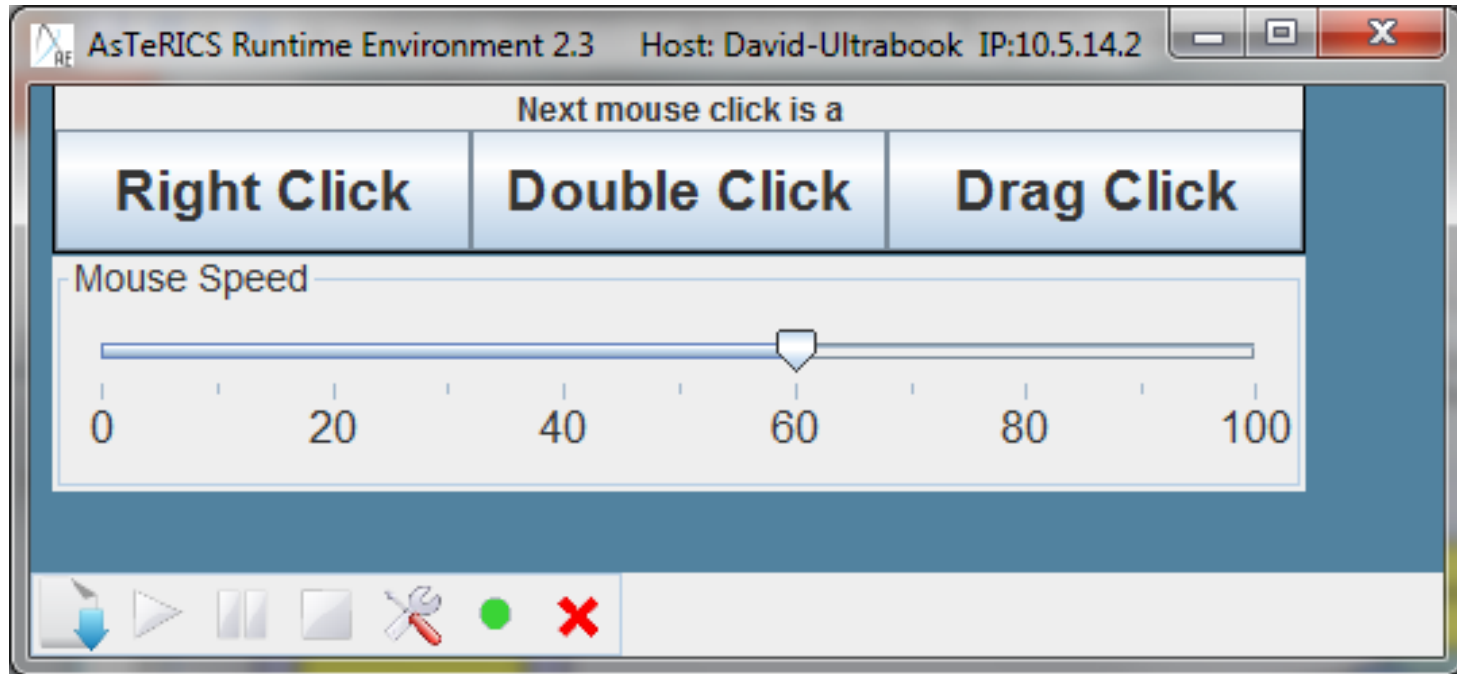 AsTeRICS Runtime Environment 2.3 Host: David-Ultrabook IP:10.5.14.2
Next mouse click is a
Right Click Double Click Drag Click
Mouse Speed
0 20 40 60 80 100